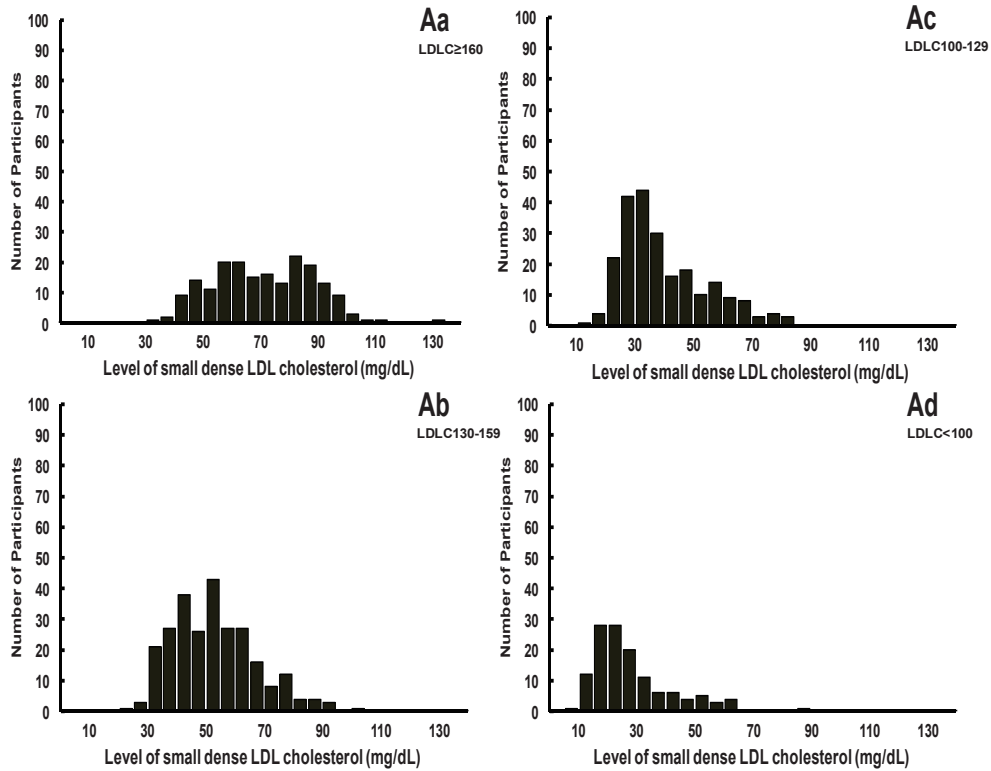 Aa
LDLC≥160
Number of Participants
100
90
80
70
60
50
40
30
20
10
0
10 30 50 70 90 110 130
Level of small dense LDL cholesterol (mg/dL)
Ac
LDLC100-129
Number of Participants
100
90
80
70
60
50
40
30
20
10
0
10 30 50 70 90 110 130
Level of small dense LDL cholesterol (mg/dL)
Ab
LDLC130-159
Number of Participants
100
90
80
70
60
50
40
30
20
10
0
10 30 50 70 90 110 130
Level of small dense LDL cholesterol (mg/dL)
Ad
LDLC<100
Number of Participants
100
90
80
70
60
50
40
30
20
10
0
10 30 50 70 90 110 130
Level of small dense LDL cholesterol (mg/dL)